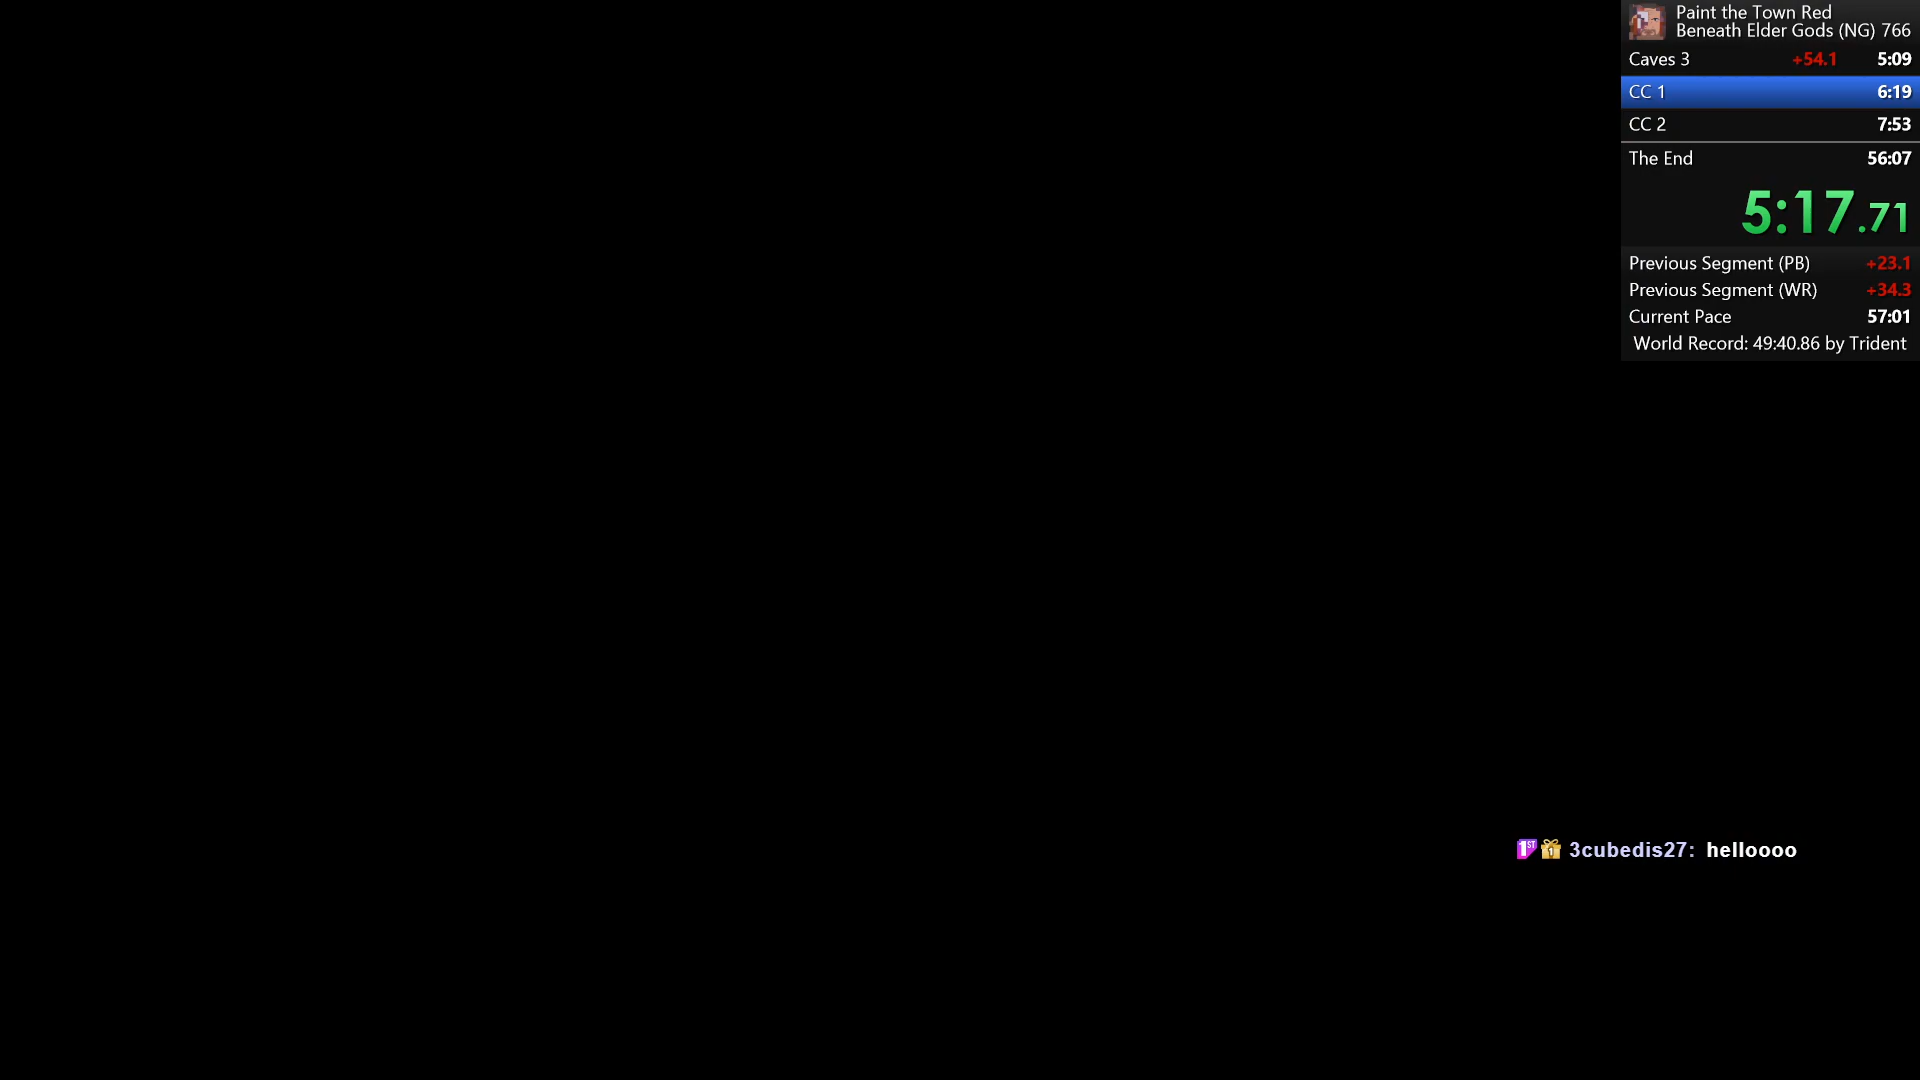 Paint the Town Red
Beneath Elder Gods (NG) 766
Caves 3 +54.1 5:09
CC 1 6:19
CC 2 7:53
The End 56:07
5:17.71
Previous Segment (PB) +23.1
Previous Segment (WR) +34.3
Current Pace 57:01
World Record: 49:40.86 by Trident
1ST 1 3cubedis27: helloooo